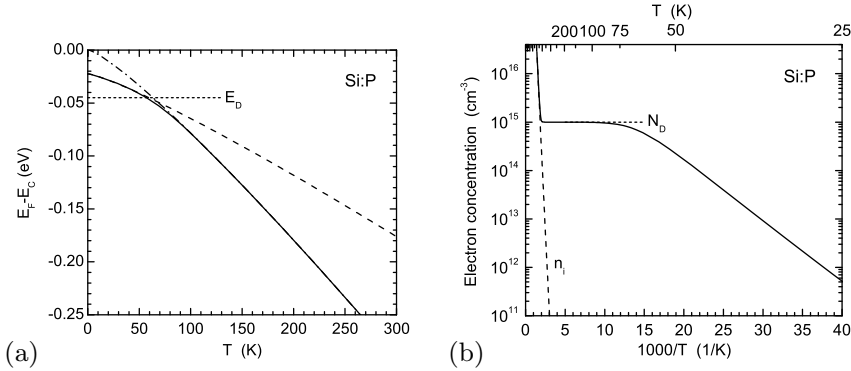 0.00
-0.05
-0.10
-0.15
-0.20
-0.25
E_F-E_C (eV)
Si:P
E_D
0 50 100 150 200 250 300
T (K)
(a)
T (K)
200 100 75 50 25
10^16
10^15
10^14
10^13
10^12
10^11
Electron concentration (cm^-3)
Si:P
N_D
n_i
0 5 10 15 20 25 30 35 40
1000/T (1/K)
(b)